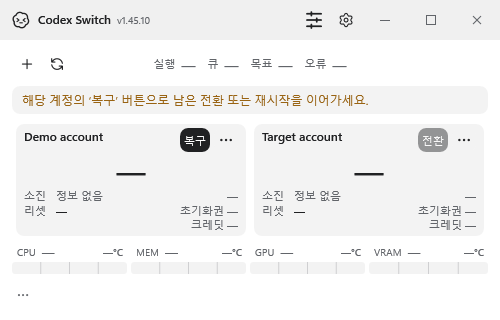 Codex Switch v1.45.10
실행 — 큐 — 목표 — 오류 —
해당 계정의 '복구' 버튼으로 남은 전환 또는 재시작을 이어가세요.
Demo account 복구 ...
—
소진 정보 없음 —
리셋 — 초기화권 —
크레딧 —
Target account 전환 ...
—
소진 정보 없음 —
리셋 — 초기화권 —
크레딧 —
CPU — —°C MEM — —°C GPU — —°C VRAM — —°C
...